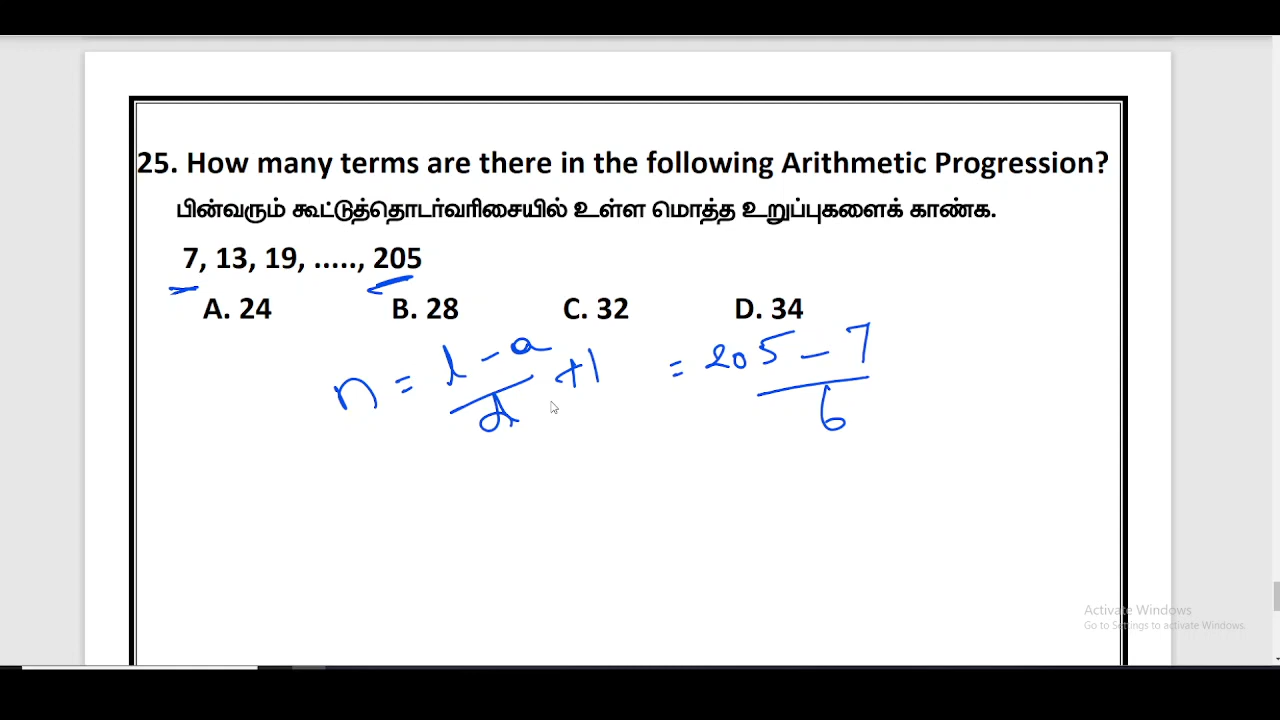 25. How many terms are there in the following Arithmetic Progression?
பின்வரும் கூட்டுத்தொடர்வரிசையில் உள்ள மொத்த உறுப்புகளைக் காண்க.
7, 13, 19, ....., 205
A. 24 B. 28 C. 32 D. 34
n = l - a / d + 1 = 205 - 7 / 6
Activate Windows
Go to Settings to activate Windows.